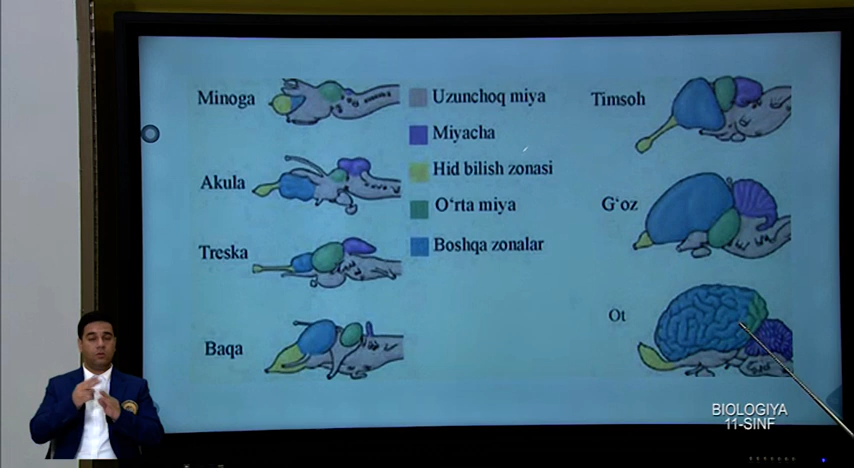 Minoga
Akula
Treska
Baqa
Uzunchoq miya
Miyacha
Hid bilish zonasi
O‘rta miya
Boshqa zonalar
Timsoh
G‘oz
Ot
BIOLOGIYA
11-SINF